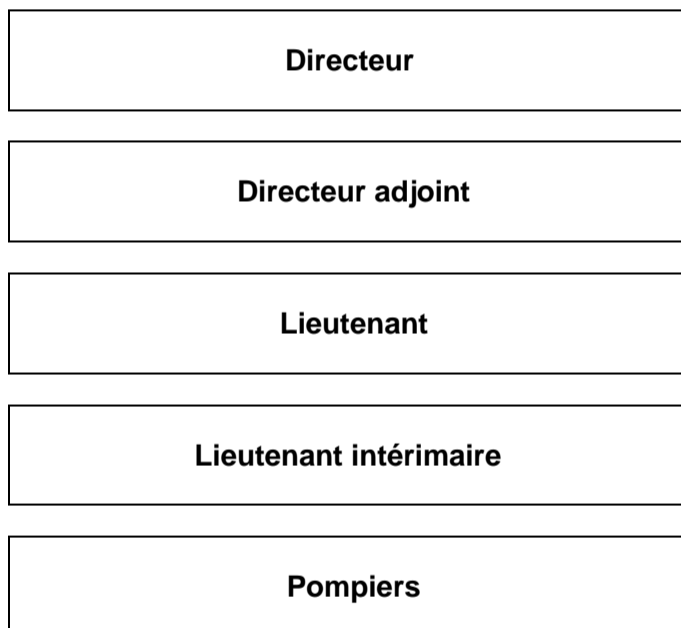 Directeur
Directeur adjoint
Lieutenant
Lieutenant intérimaire
Pompiers